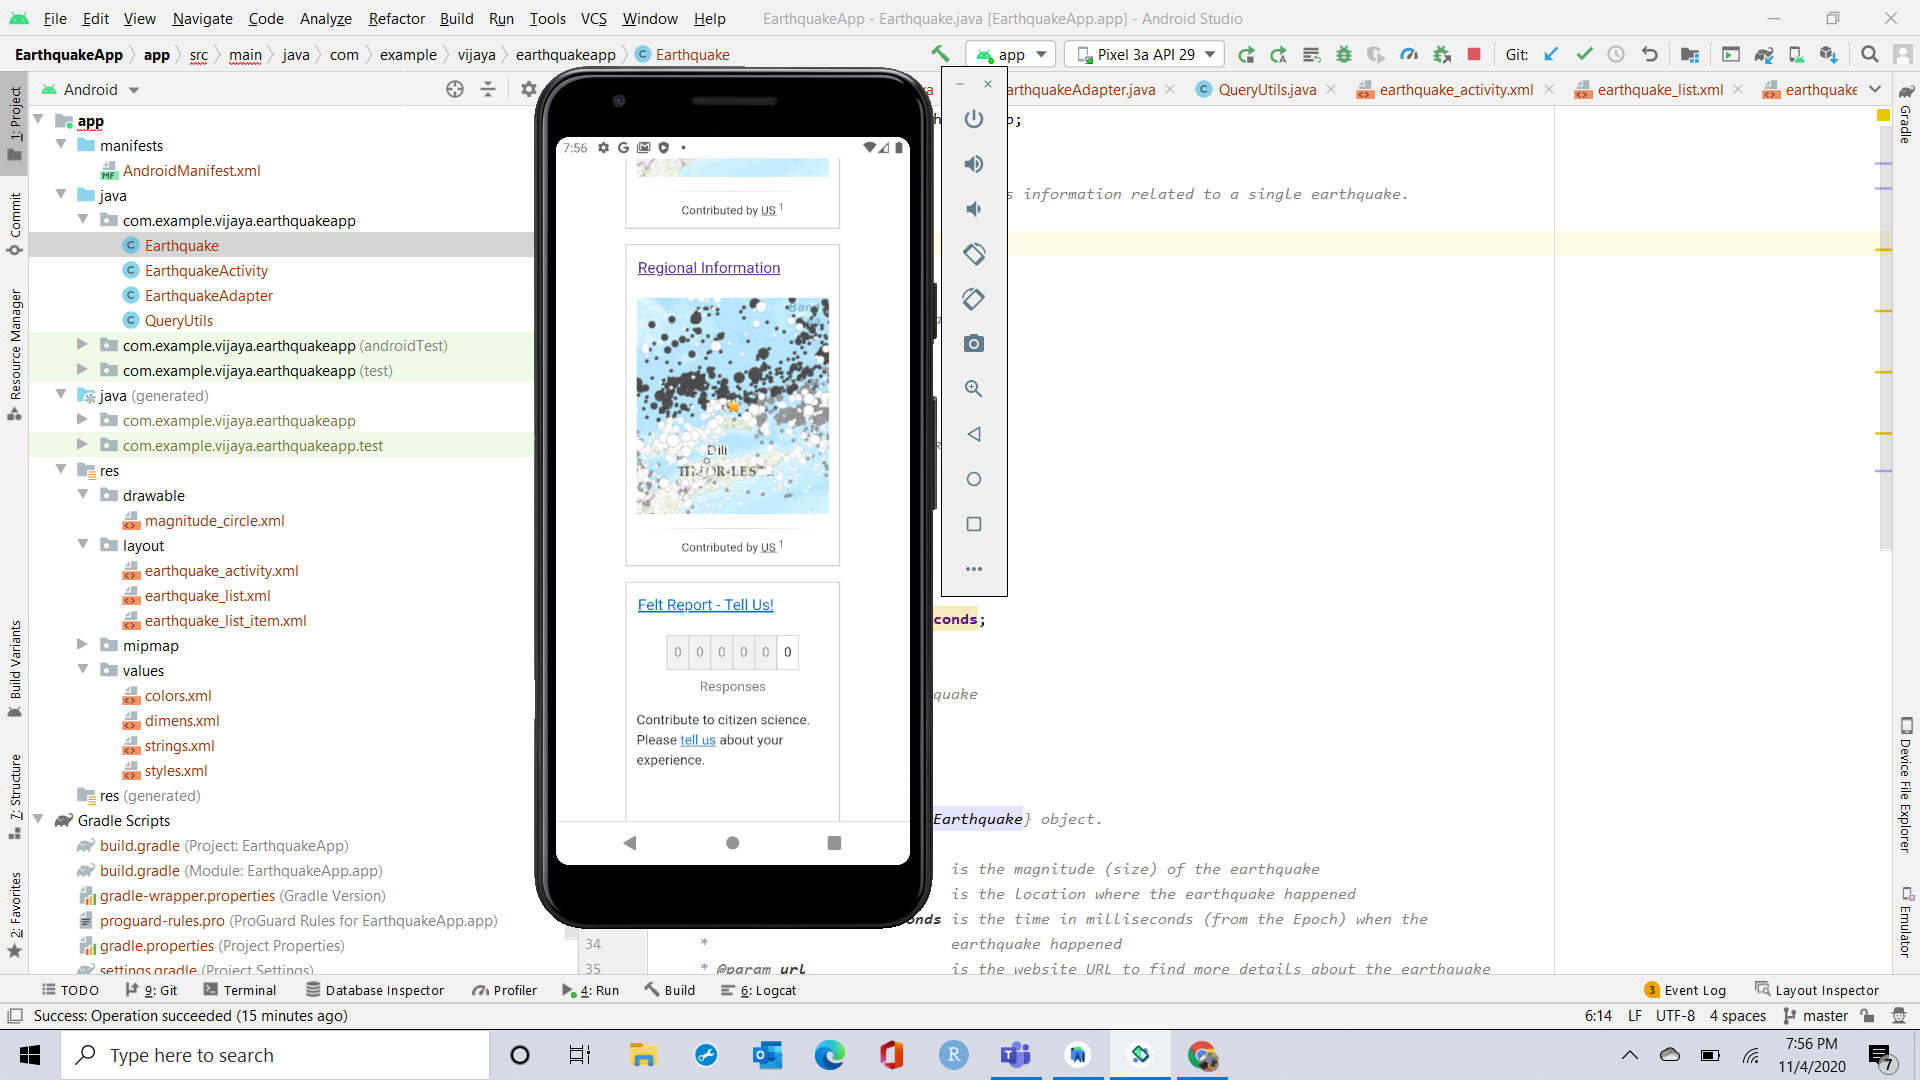 File Edit View Navigate Code Analyze Refactor Build Run Tools VCS Window Help EarthquakeApp - Earthquake.java [EarthquakeApp.app] - Android Studio
EarthquakeApp app src main java com example vijaya earthquakeapp Earthquake app Pixel 3a API 29 Git:
Android arthquakeAdapter.java QueryUtils.java earthquake_activity.xml earthquake_list.xml earthquake
1: Project
Commit
Resource Manager
Build Variants
7: Structure
2: Favorites
app
manifests
AndroidManifest.xml
java
com.example.vijaya.earthquakeapp
Earthquake
EarthquakeActivity
EarthquakeAdapter
QueryUtils
com.example.vijaya.earthquakeapp (androidTest)
com.example.vijaya.earthquakeapp (test)
java (generated)
com.example.vijaya.earthquakeapp
com.example.vijaya.earthquakeapp.test
res
drawable
magnitude_circle.xml
layout
earthquake_activity.xml
earthquake_list.xml
earthquake_list_item.xml
mipmap
values
colors.xml
dimens.xml
strings.xml
styles.xml
res (generated)
Gradle Scripts
build.gradle (Project: EarthquakeApp)
build.gradle (Module: EarthquakeApp.app)
gradle-wrapper.properties (Gradle Version)
proguard-rules.pro (ProGuard Rules for EarthquakeApp.app)
gradle.properties (Project Properties)
settings.gradle (Project Settings)
7:56
Contributed by US 1
Regional Information
Dili
TIMOR-LESTE
Contributed by US 1
Felt Report - Tell Us!
0 0 0 0 0 0
Responses
Contribute to citizen science.
Please tell us about your
experience.
s information related to a single earthquake.
conds;
quake
Earthquake} object.
is the magnitude (size) of the earthquake
is the location where the earthquake happened
onds is the time in milliseconds (from the Epoch) when the
34 * earthquake happened
35 * @param url is the website URL to find more details about the earthquake
Gradle
Device File Explorer
Emulator
TODO 9: Git Terminal Database Inspector Profiler 4: Run Build 6: Logcat 3 Event Log Layout Inspector
Success: Operation succeeded (15 minutes ago) 6:14 LF UTF-8 4 spaces master
Type here to search
7:56 PM
11/4/2020
7